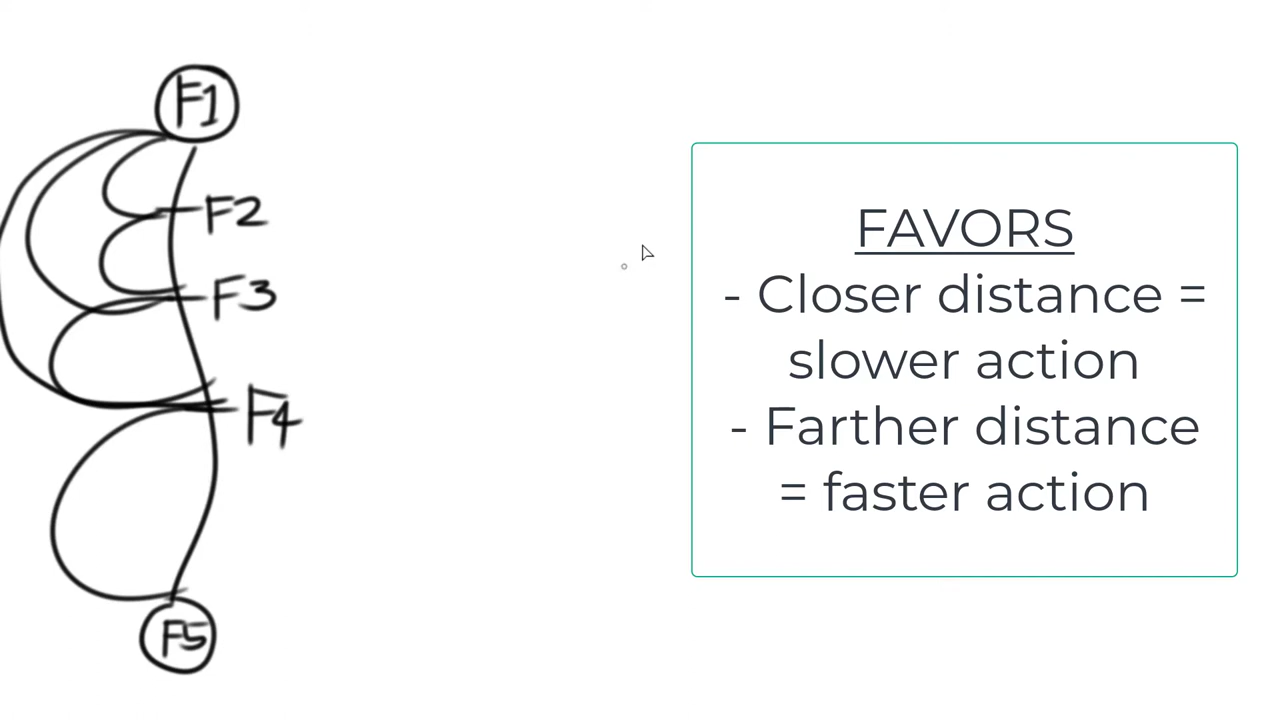 F1
F2
F3
F4
F5
FAVORS
- Closer distance =
slower action
- Farther distance
= faster action